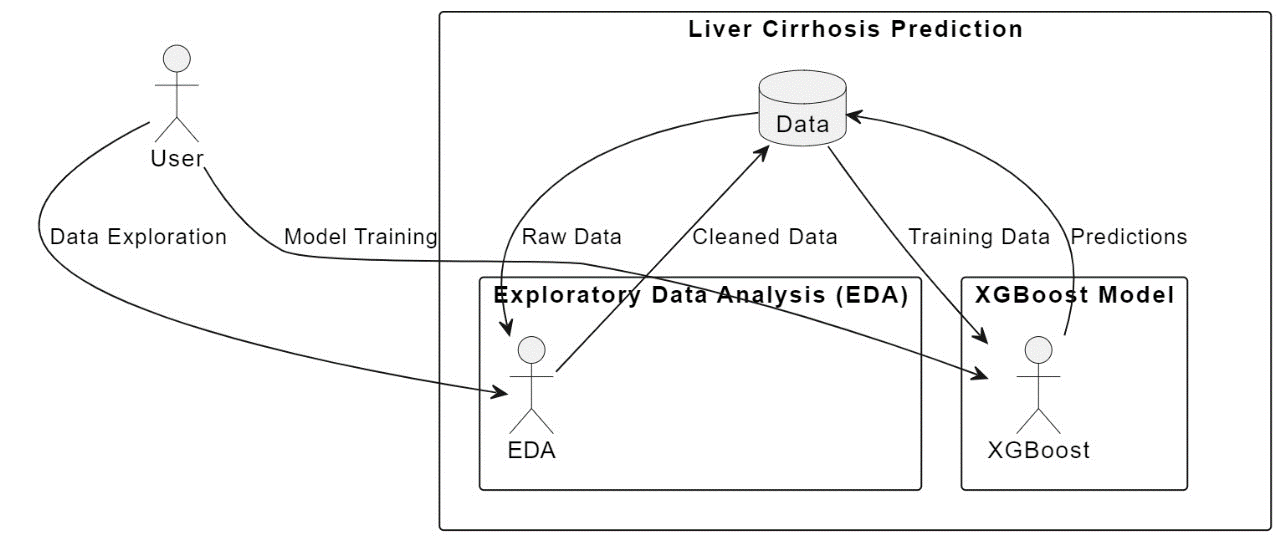 Liver Cirrhosis Prediction
Data
User
Data Exploration
Model Training
Raw Data
Cleaned Data
Training Data
Predictions
Exploratory Data Analysis (EDA)
XGBoost Model
EDA
XGBoost